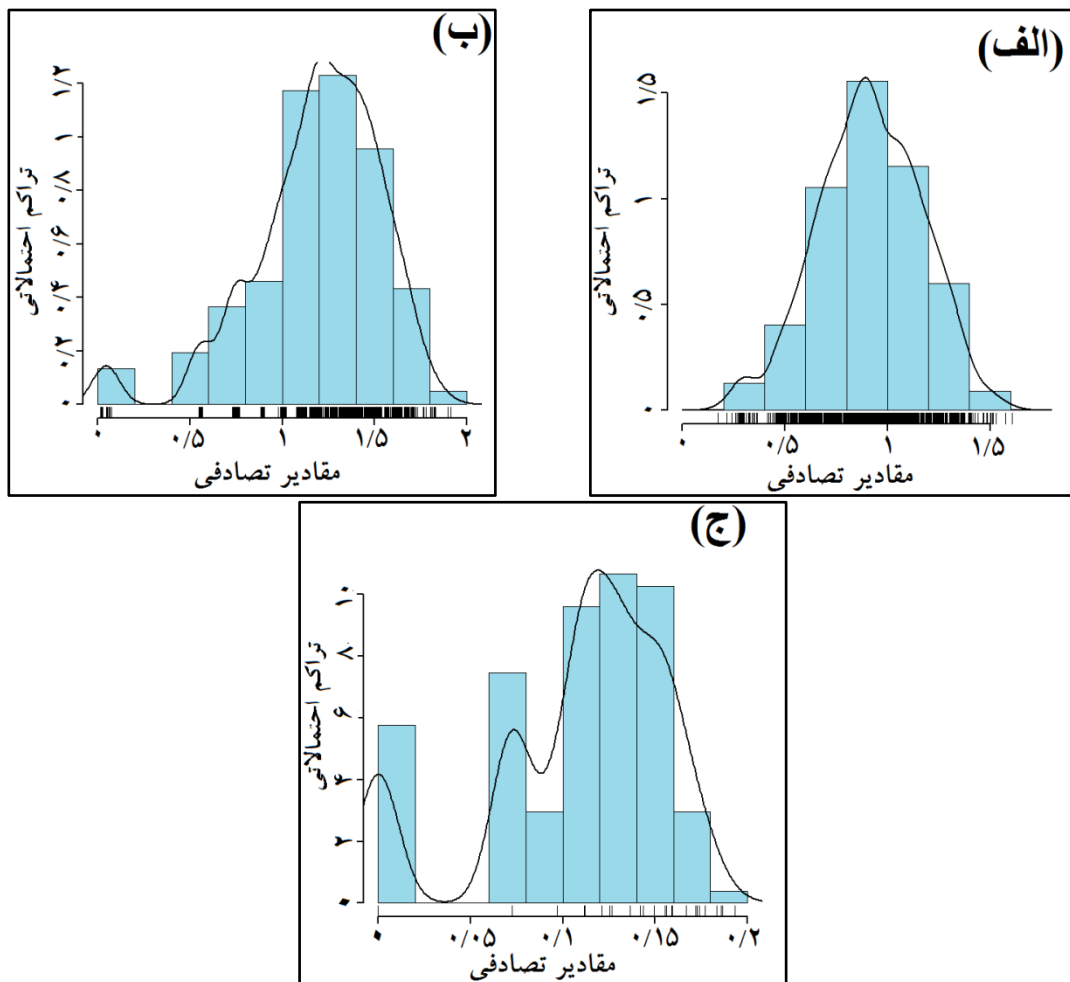 (الف)
تراکم احتمالاتی
۱/۵
۱
۰/۵
۰
۰ ۰/۵ ۱ ۱/۵
مقادیر تصادفی
(ب)
تراکم احتمالاتی
۱/۲
۱
۰/۸
۰/۶
۰/۴
۰/۲
۰
۰ ۰/۵ ۱ ۱/۵ ۲
مقادیر تصادفی
(ج)
تراکم احتمالاتی
۱۰
۸
۶
۴
۲
۰
۰ ۰/۰۵ ۰/۱ ۰/۱۵ ۰/۲
مقادیر تصادفی